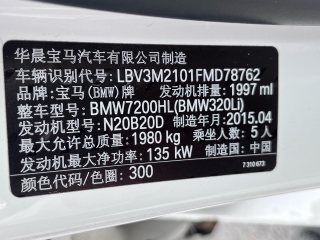 华晨宝马汽车有限公司制造
车辆识别代号: LBV3M2101FMD78762
品牌: 宝马(BMW)牌 发动机排量: 1997 ml
整车型号: BMW7200HL(BMW320Li)
发动机型号: N20B20D 制造年月: 2015.04
最大允许总质量: 1980 kg 乘坐人数: 5 人
发动机最大净功率: 135 kW 制造国: 中国
颜色代码/色圈: 300 7 310 673